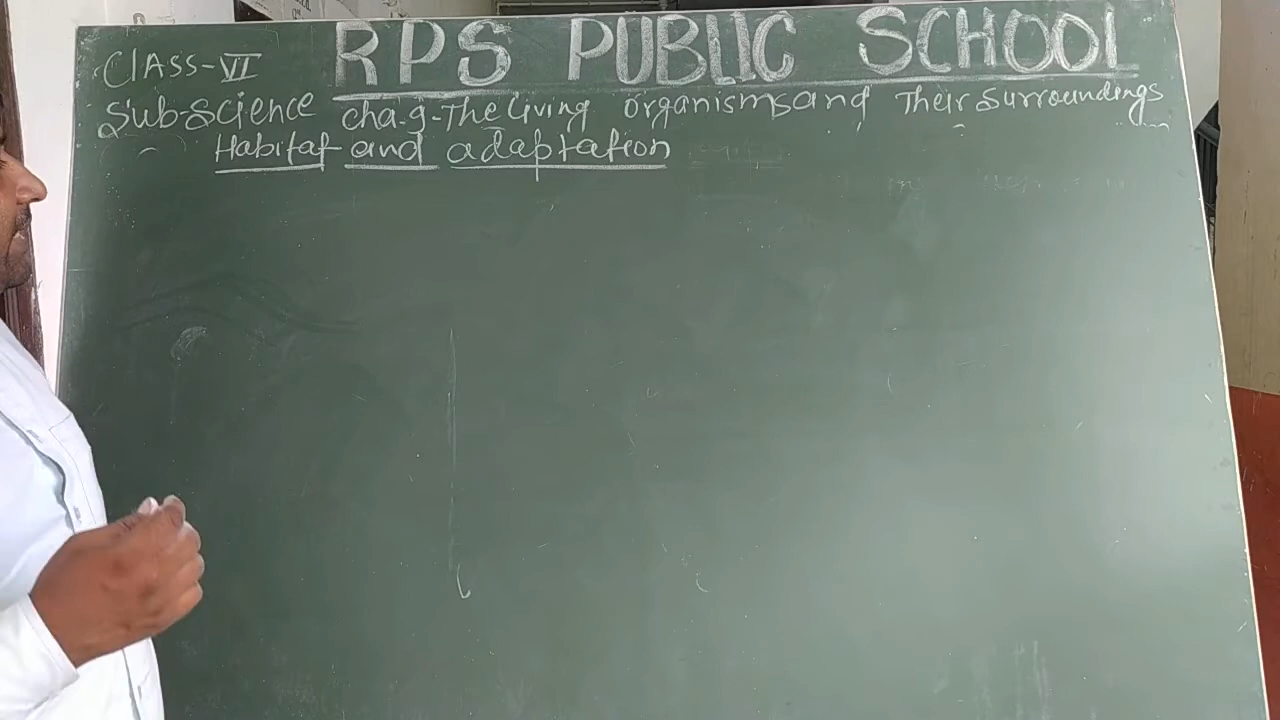 RPS PUBLIC SCHOOL
CLASS-VI
Sub-science cha.9-The living organisms and Their surroundings
Habitat and adaptation